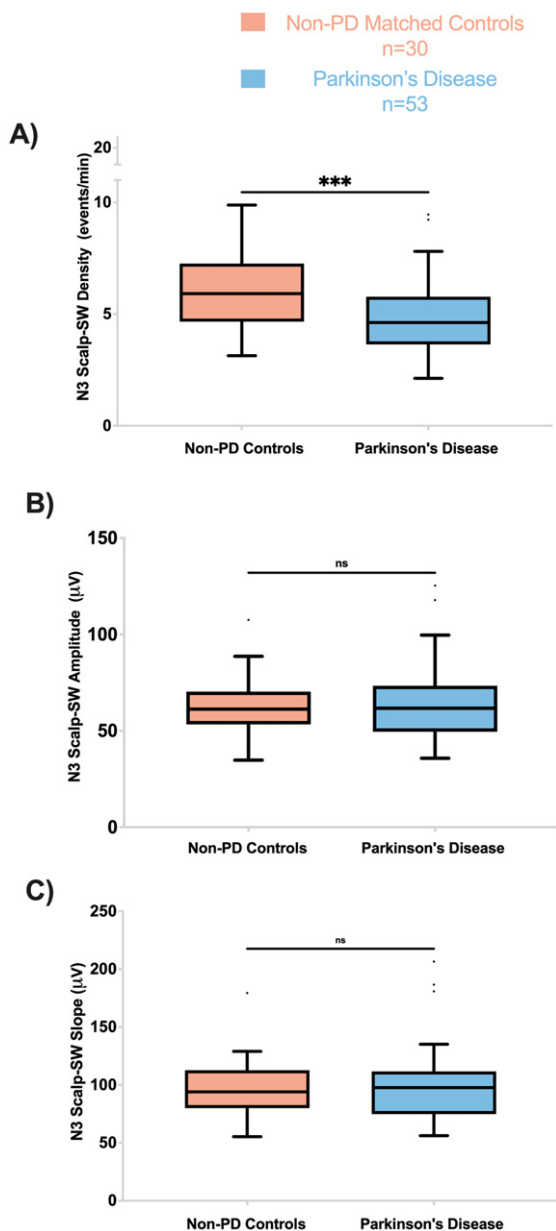 Non-PD Matched Controls
n=30
Parkinson's Disease
n=53
A)
N3 Scalp-SW Density (events/min)
20
10
5
0
***
Non-PD Controls
Parkinson's Disease
B)
N3 Scalp-SW Amplitude (μV)
150
100
50
0
ns
Non-PD Controls
Parkinson's Disease
C)
N3 Scalp-SW Slope (μV)
250
200
150
100
50
0
ns
Non-PD Controls
Parkinson's Disease